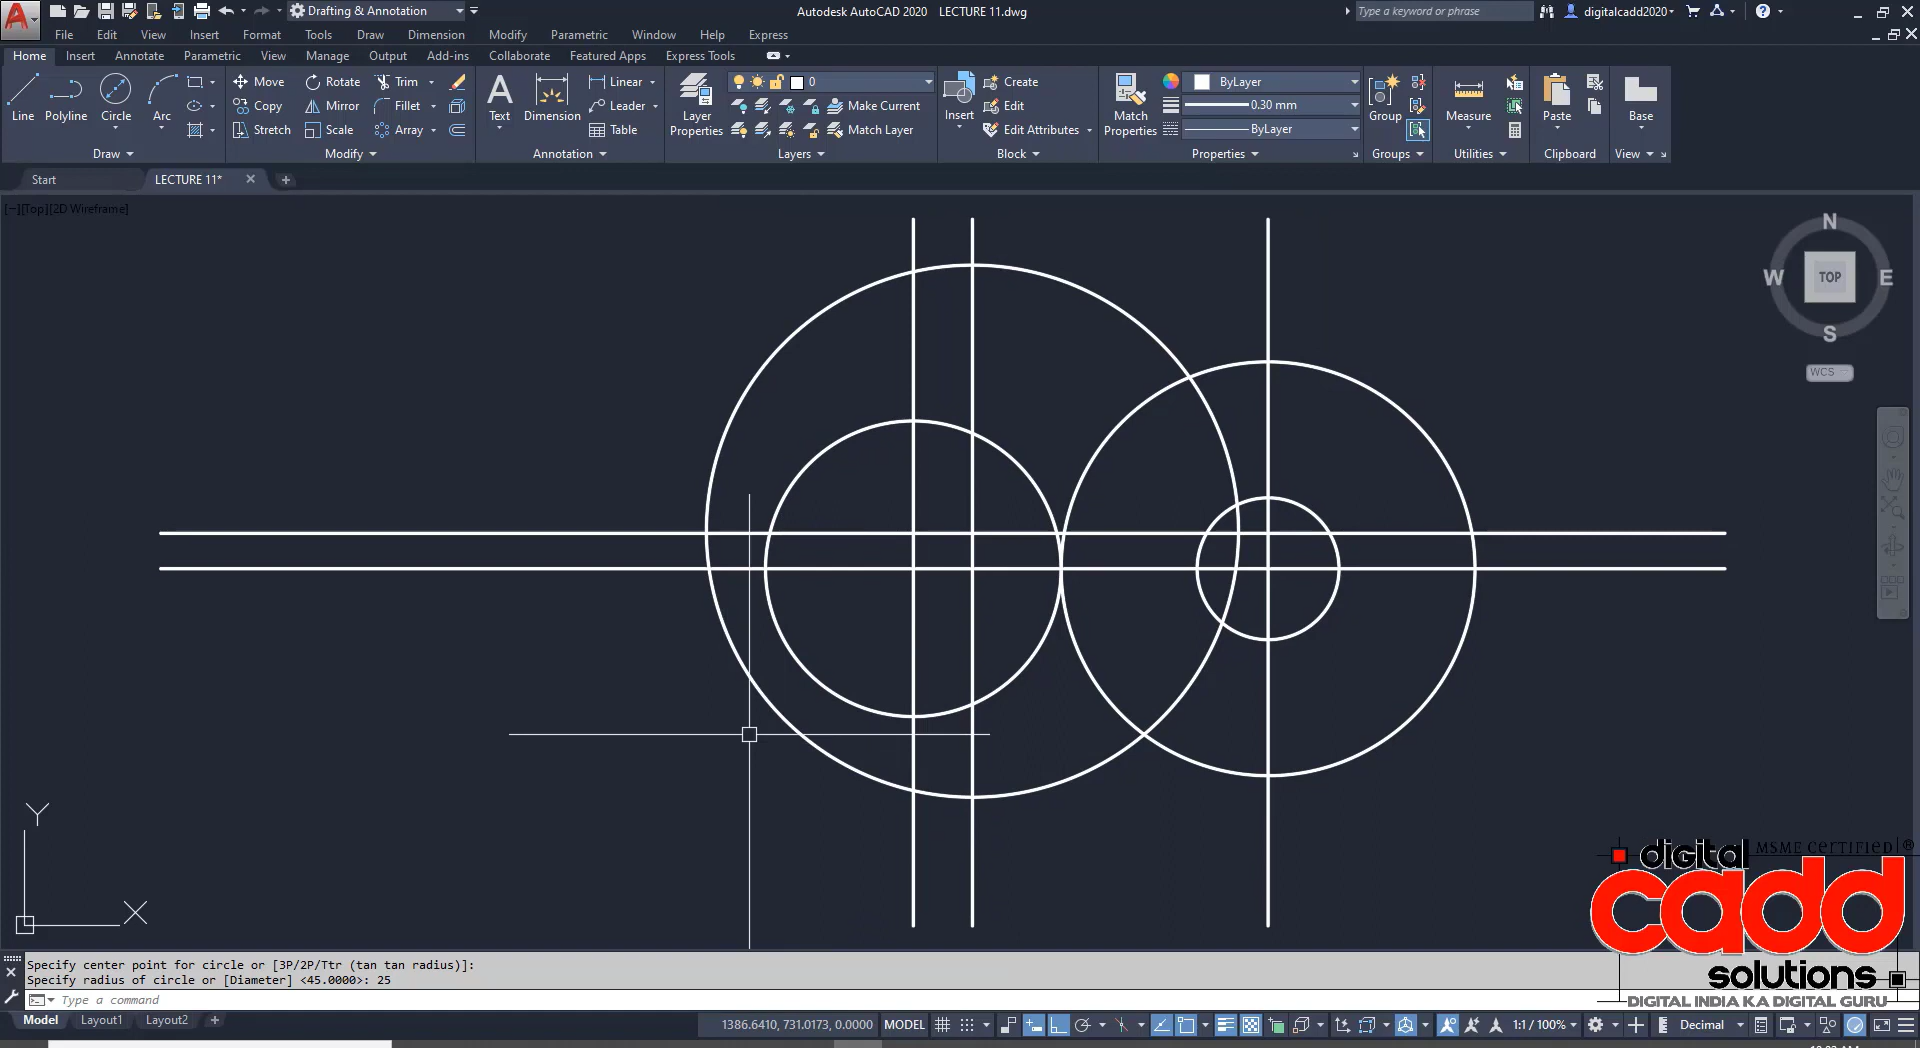 Drafting & Annotation
Autodesk AutoCAD 2020 LECTURE 11.dwg
Type a keyword or phrase
digitalcadd2020
File Edit View Insert Format Tools Draw Dimension Modify Parametric Window Help Express
Home Insert Annotate Parametric View Manage Output Add-ins Collaborate Featured Apps Express Tools
Line Polyline Circle Arc
Move Rotate Trim
Copy Mirror Fillet
Stretch Scale Array
Text Dimension
Linear
Leader
Table
Layer Properties
0
Make Current
Match Layer
Insert
Create
Edit
Edit Attributes
Match Properties
ByLayer
0.30 mm
ByLayer
Group
Measure
Paste
Base
Draw Modify Annotation Layers Block Properties Groups Utilities Clipboard View
Start LECTURE 11*
[−][Top][2D Wireframe]
N
W TOP E
S
WCS
Y
X
digital MSME CERTIFIED ®
cadd
solutions
DIGITAL INDIA KA DIGITAL GURU
Specify center point for circle or [3P/2P/Ttr (tan tan radius)]:
Specify radius of circle or [Diameter] <45.0000>: 25
Type a command
Model Layout1 Layout2
1386.6410, 731.0173, 0.0000 MODEL 1:1 / 100% Decimal